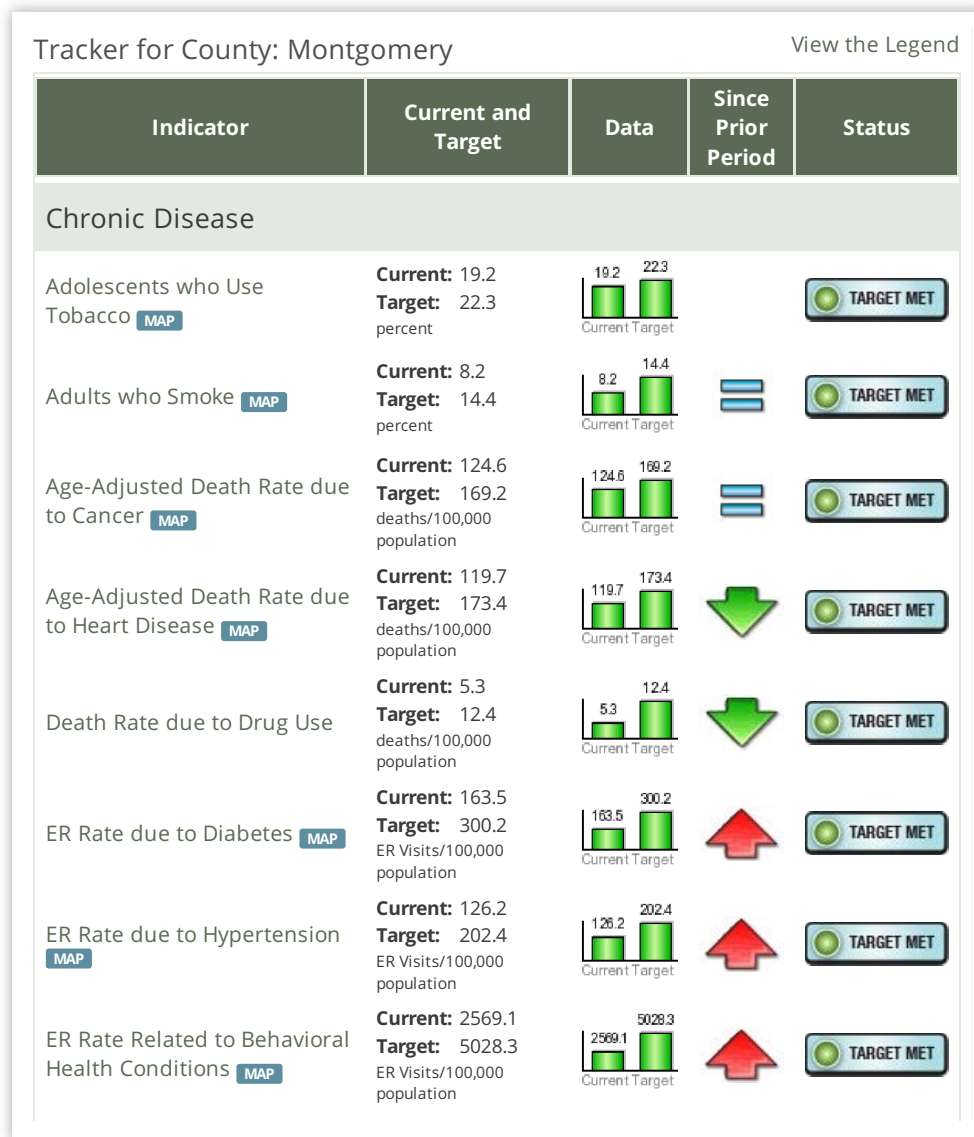 Tracker for County: Montgomery
View the Legend
Indicator
Current and
Target
Data
Since
Prior
Period
Status
Chronic Disease
Adolescents who Use
Tobacco MAP
Current: 19.2
Target: 22.3
percent
19.2 22.3
Current Target
TARGET MET
Adults who Smoke MAP
Current: 8.2
Target: 14.4
percent
8.2 14.4
Current Target
TARGET MET
Age-Adjusted Death Rate due
to Cancer MAP
Current: 124.6
Target: 169.2
deaths/100,000
population
124.6 169.2
Current Target
TARGET MET
Age-Adjusted Death Rate due
to Heart Disease MAP
Current: 119.7
Target: 173.4
deaths/100,000
population
119.7 173.4
Current Target
TARGET MET
Death Rate due to Drug Use
Current: 5.3
Target: 12.4
deaths/100,000
population
5.3 12.4
Current Target
TARGET MET
ER Rate due to Diabetes MAP
Current: 163.5
Target: 300.2
ER Visits/100,000
population
163.5 300.2
Current Target
TARGET MET
ER Rate due to Hypertension
MAP
Current: 126.2
Target: 202.4
ER Visits/100,000
population
126.2 202.4
Current Target
TARGET MET
ER Rate Related to Behavioral
Health Conditions MAP
Current: 2569.1
Target: 5028.3
ER Visits/100,000
population
2569.1 5028.3
Current Target
TARGET MET